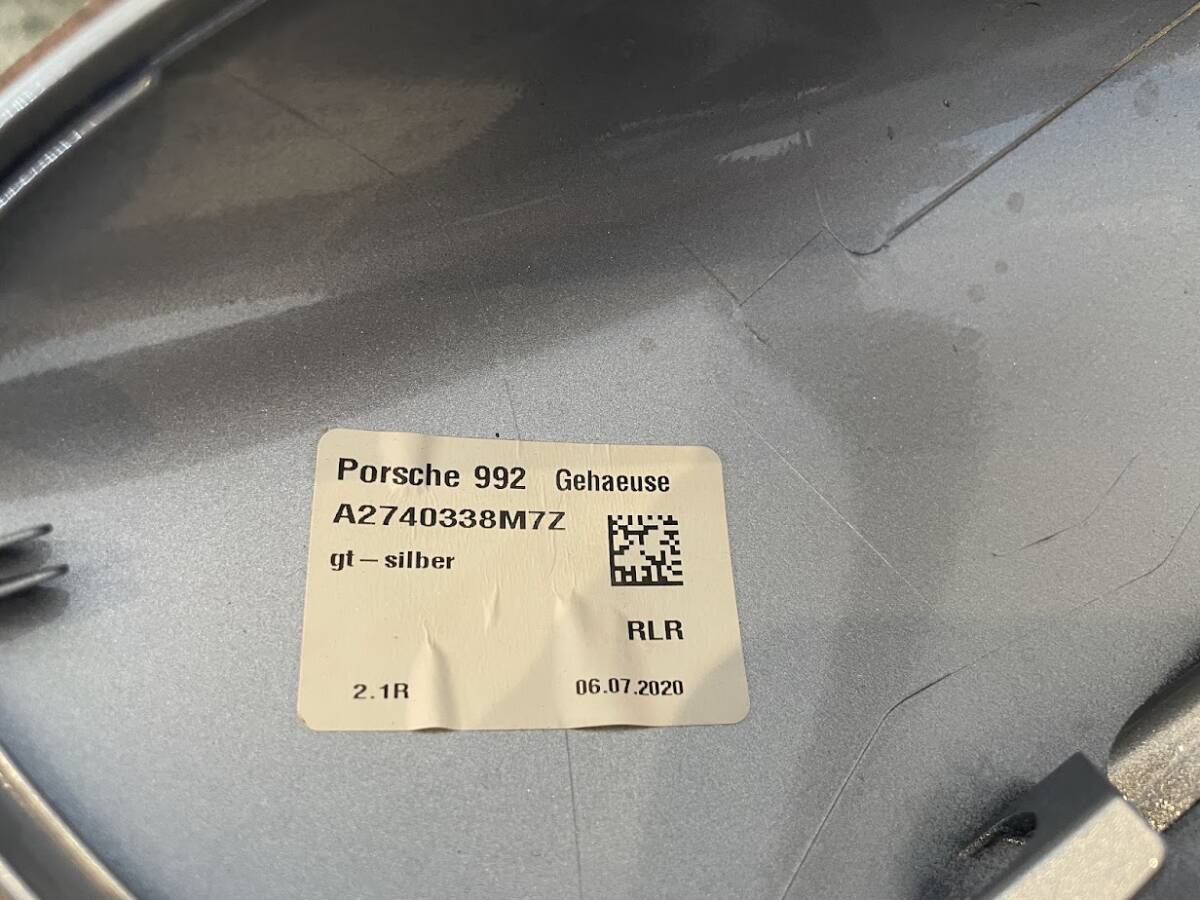 Porsche 992 Gehaeuse
A2740338M7Z
gt-silber
RLR
2.1R 06.07.2020